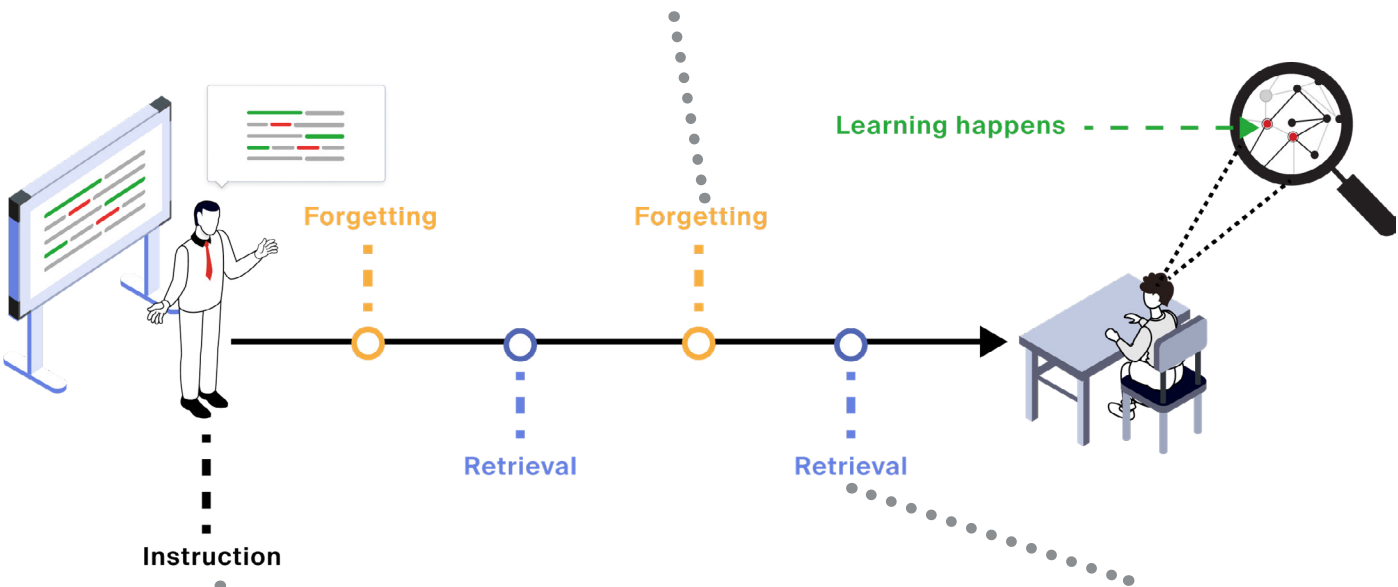 Learning happens
Forgetting
Forgetting
Retrieval
Retrieval
Instruction